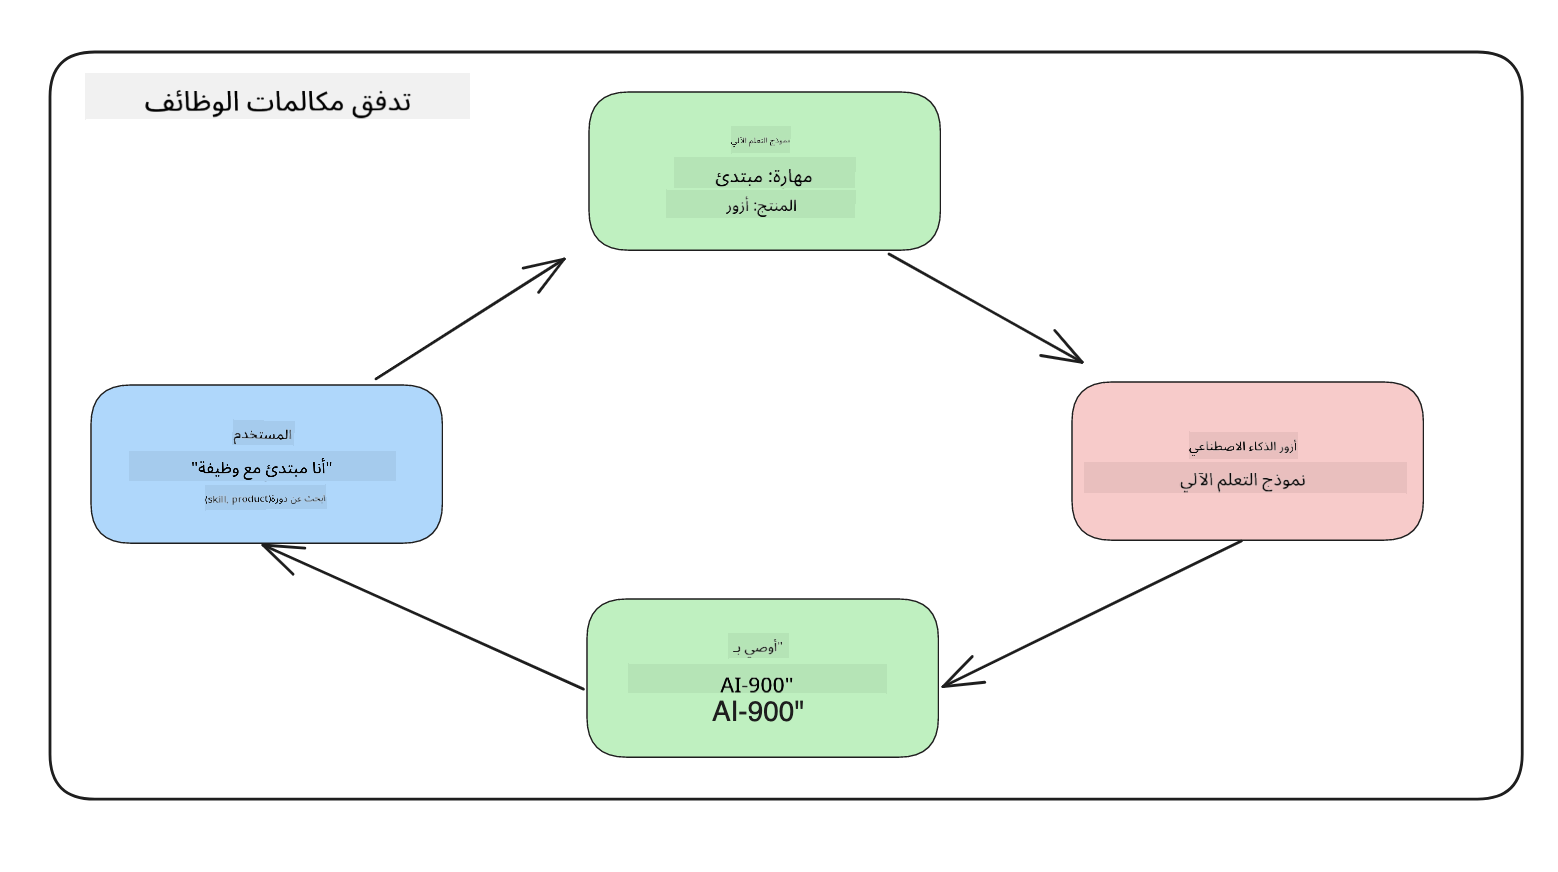 تدفق مكالمات الوظائف
نموذج التعلم الآلي
مهارة: مبتدئ
المنتج: أزور
المستخدم
"أنا مبتدئ مع وظيفة"
ابحث عن دورة(skill, product)
أزور الذكاء الاصطناعي
نموذج التعلم الآلي
"أوصي بـ
AI-900"
AI-900"